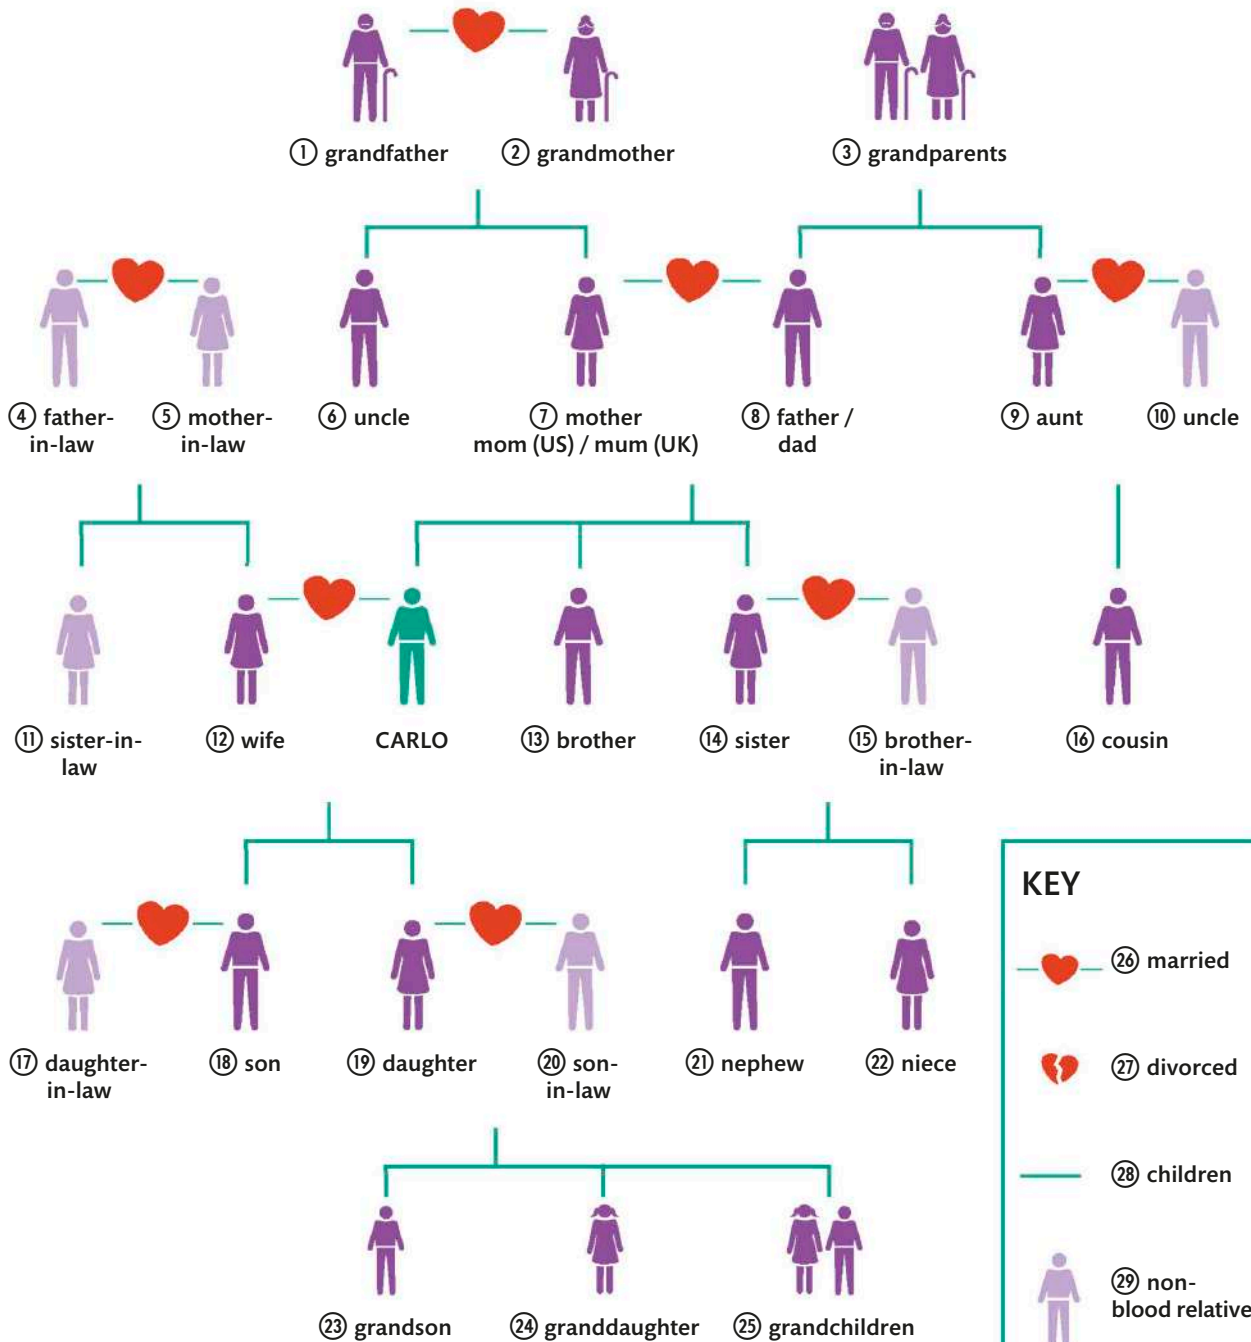 ① grandfather
② grandmother
③ grandparents
④ father-
in-law
⑤ mother-
in-law
⑥ uncle
⑦ mother
mom (US) / mum (UK)
⑧ father /
dad
⑨ aunt
⑩ uncle
⑪ sister-in-
law
⑫ wife
CARLO
⑬ brother
⑭ sister
⑮ brother-
in-law
⑯ cousin
⑰ daughter-
in-law
⑱ son
⑲ daughter
⑳ son-
in-law
㉑ nephew
㉒ niece
㉓ grandson
㉔ granddaughter
㉕ grandchildren
KEY
㉖ married
㉗ divorced
㉘ children
㉙ non-
blood relative